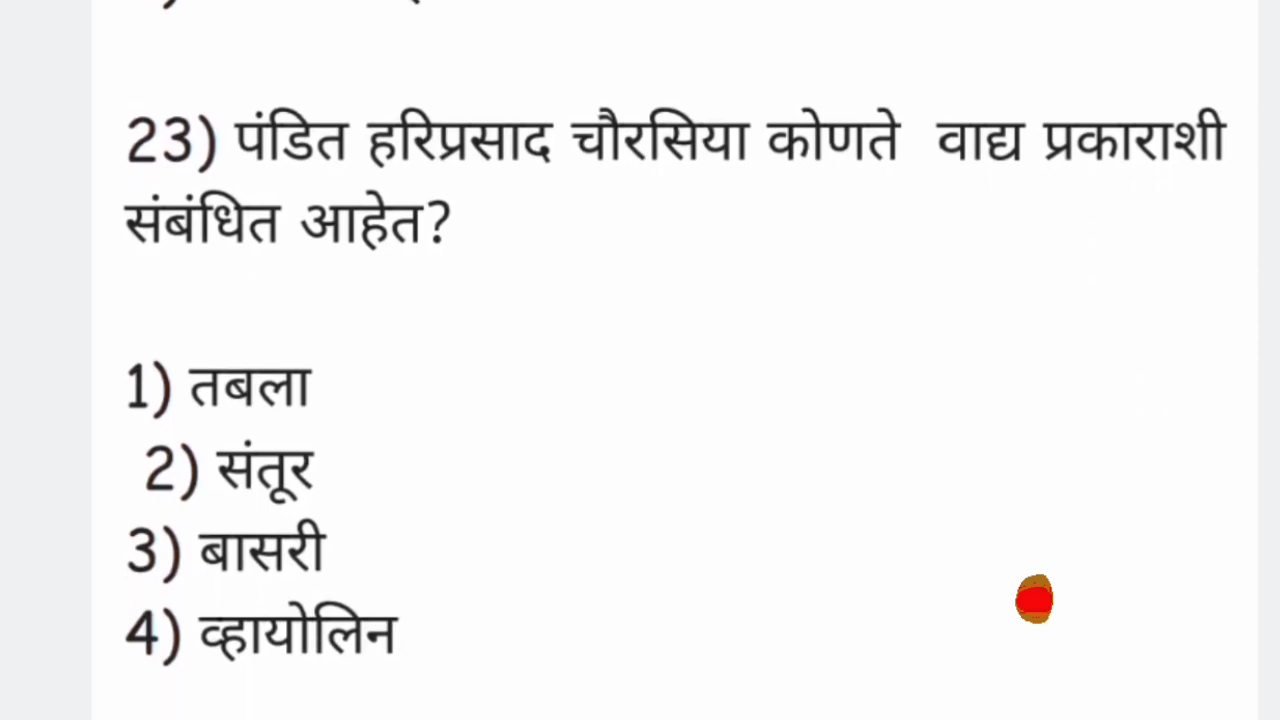 23) पंडित हरिप्रसाद चौरसिया कोणते वाद्य प्रकाराशी
संबंधित आहेत?
1) तबला
2) संतूर
3) बासरी
4) व्हायोलिन